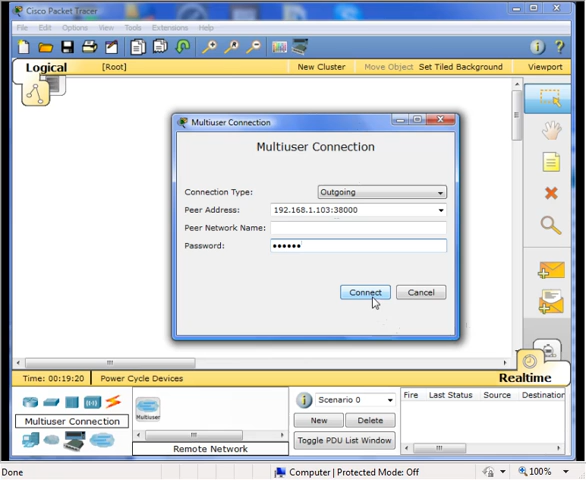 Cisco Packet Tracer
File Edit Options View Tools Extensions Help
Logical [Root] New Cluster Move Object Set Tiled Background Viewport
Multiuser Connection
Multiuser Connection
Connection Type: Outgoing
Peer Address: 192.168.1.103:38000
Peer Network Name:
Password: ••••••
Connect Cancel
Time: 00:19:20 Power Cycle Devices Realtime
Scenario 0
Fire Last Status Source Destination
Multiuser
New Delete
Multiuser Connection
Toggle PDU List Window
Remote Network
Done Computer | Protected Mode: Off 100%